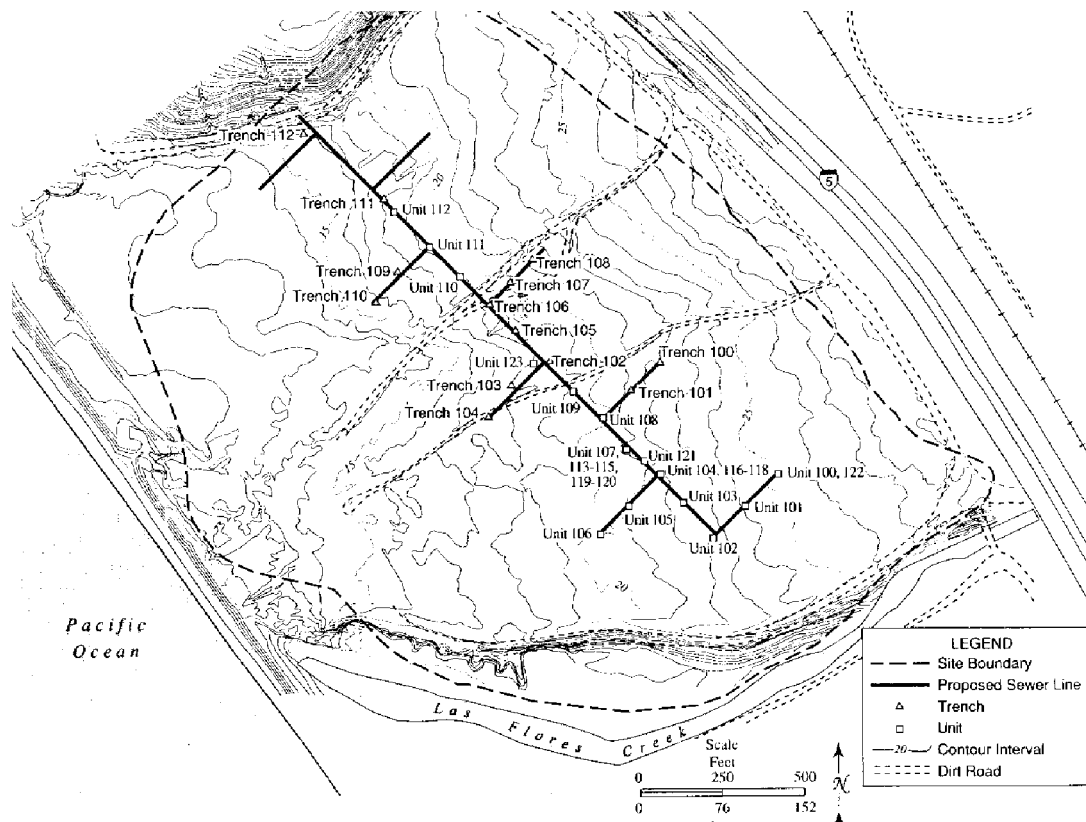 25
5
Trench 112
20
Trench 111
Unit 112
15
Unit 111
15
Trench 108
Trench 109
Unit 110
Trench 107
Trench 110
Trench 106
Trench 105
Unit 123
Trench 102
Trench 100
Trench 103
Trench 101
Unit 109
Trench 104
Unit 108
25
Unit 107,
113-115,
119-120
Unit 121
15
Unit 104, 116-118
Unit 100, 122
Unit 103
Unit 101
Unit 105
Unit 106
Unit 102
20
Pacific
Ocean
Las Flores Creek
LEGEND
Site Boundary
Proposed Sewer Line
Trench
Unit
20
Contour Interval
Dirt Road
Scale
Feet
0 250 500
0 76 152
N